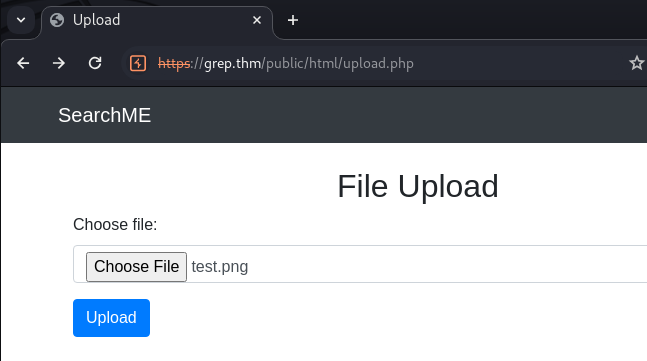 Upload
https://grep.thm/public/html/upload.php
SearchME
File Upload
Choose file:
Choose File test.png
Upload